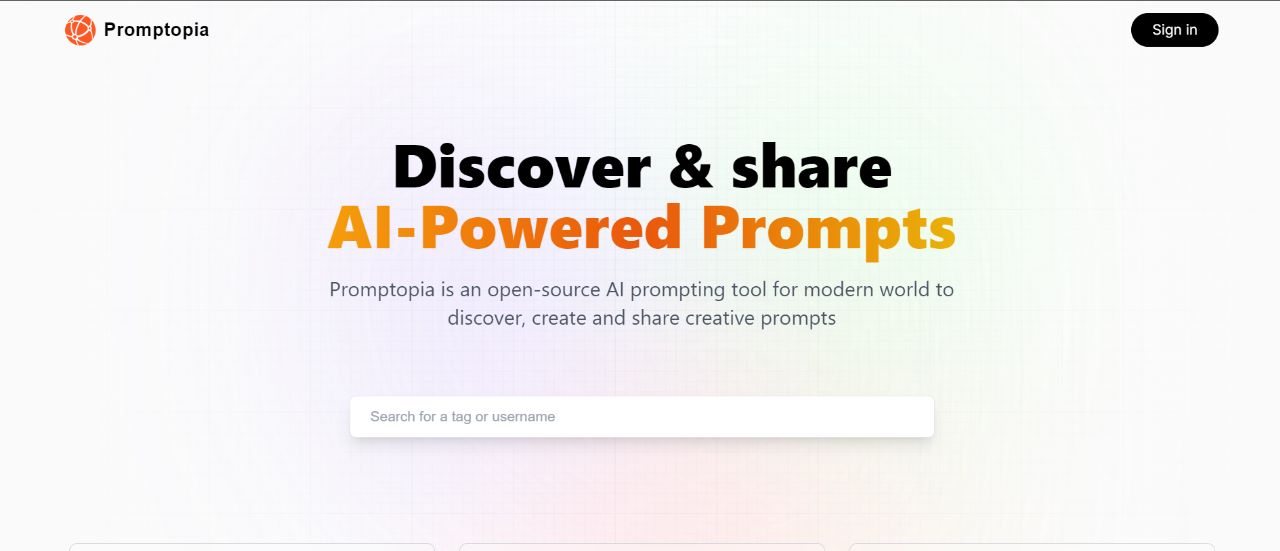 Promptopia
Sign in
Discover & share
AI-Powered Prompts
Promptopia is an open-source AI prompting tool for modern world to
discover, create and share creative prompts
Search for a tag or username